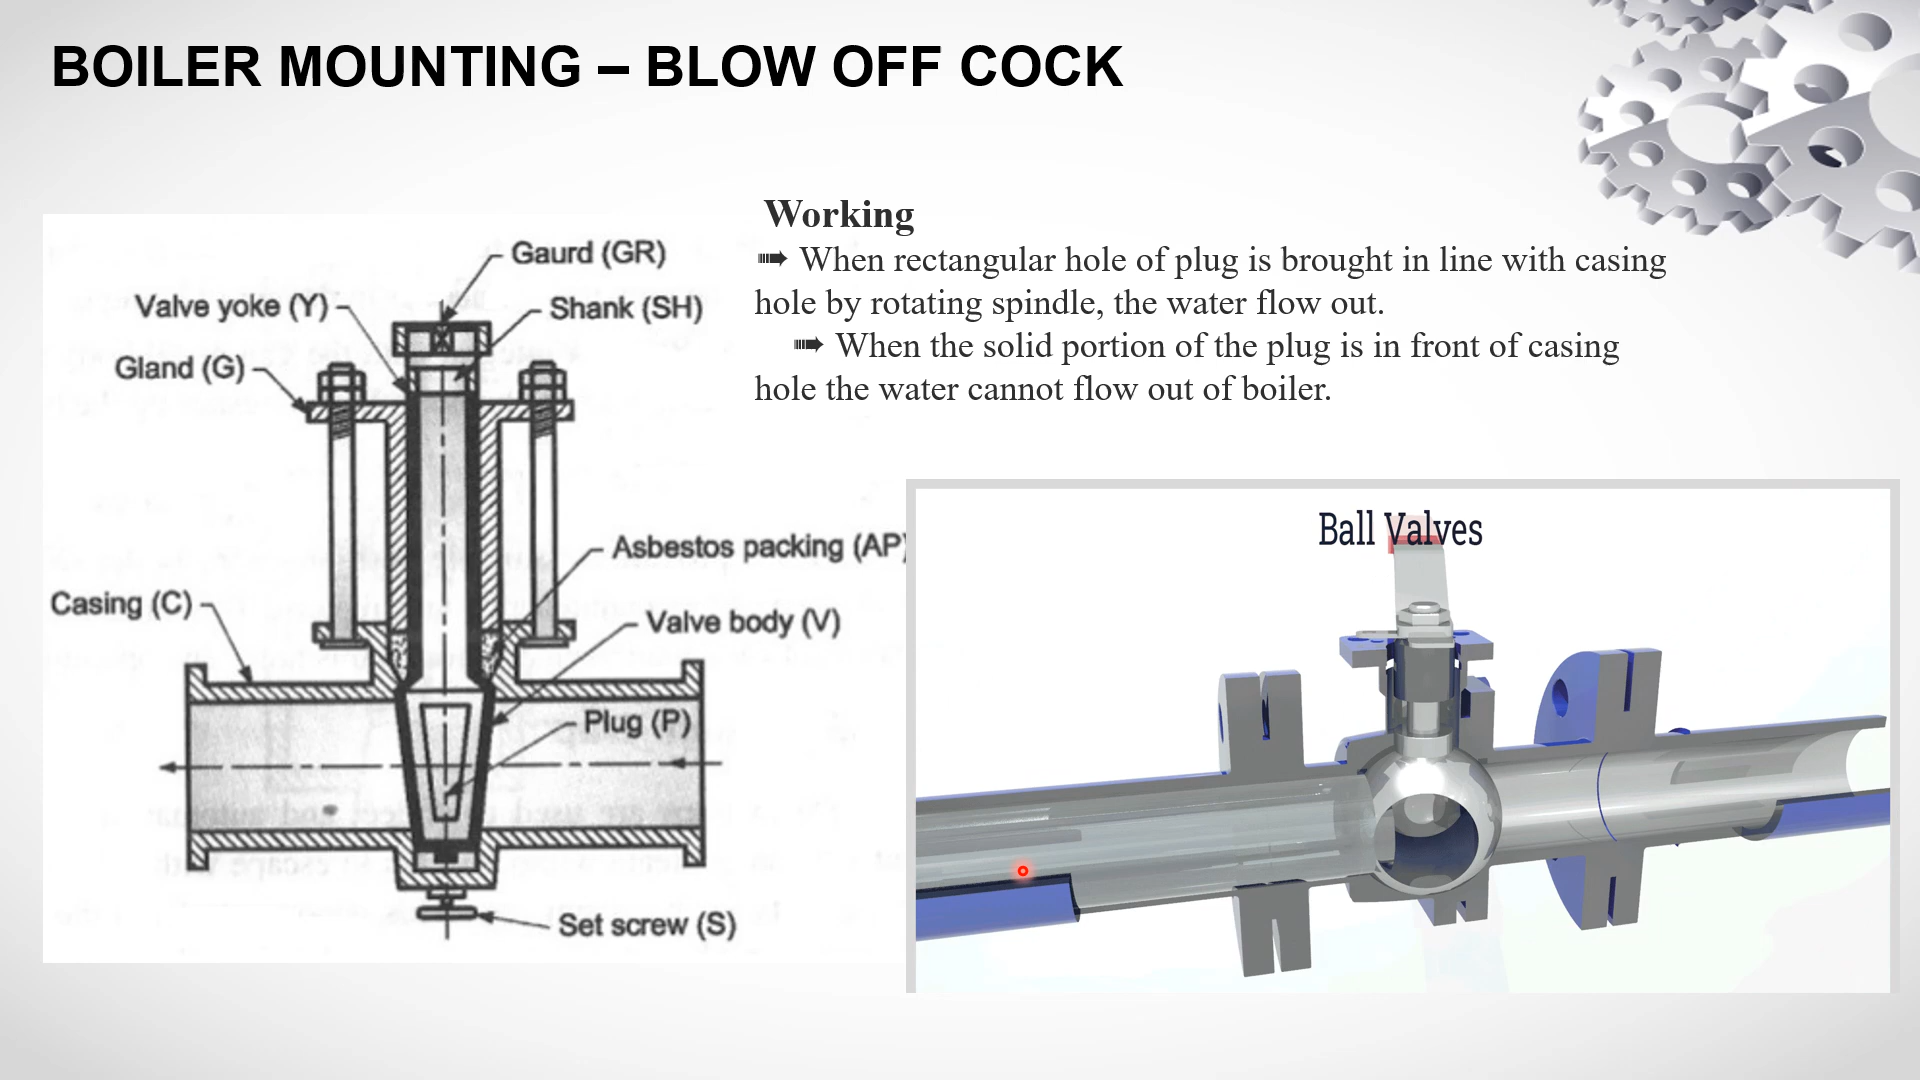 BOILER MOUNTING – BLOW OFF COCK
Working
➠ When rectangular hole of plug is brought in line with casing
hole by rotating spindle, the water flow out.
➠ When the solid portion of the plug is in front of casing
hole the water cannot flow out of boiler.
Gaurd (GR)
Valve yoke (Y)
Shank (SH)
Gland (G)
Asbestos packing (AP)
Casing (C)
Valve body (V)
Plug (P)
Set screw (S)
Ball Valves